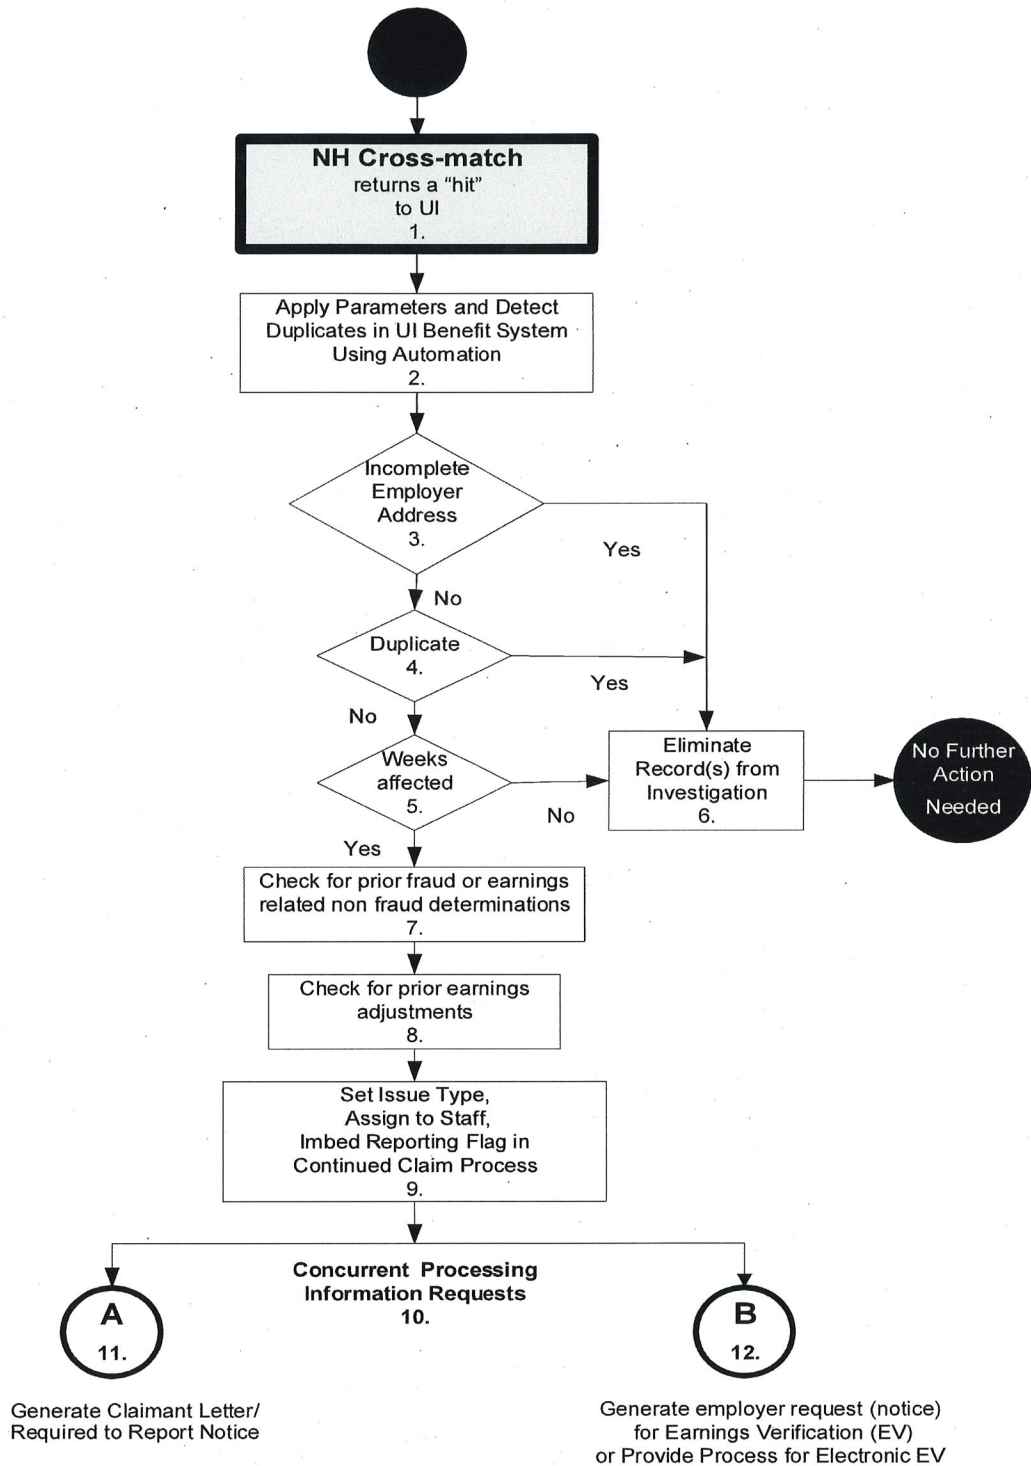 NH Cross-match
returns a “hit”
to UI
1.
Apply Parameters and Detect
Duplicates in UI Benefit System
Using Automation
2.
Incomplete
Employer
Address
3.
Yes
No
Duplicate
4.
Yes
No
Weeks
affected
5.
No
Eliminate
Record(s) from
Investigation
6.
No Further
Action
Needed
Yes
Check for prior fraud or earnings
related non fraud determinations
7.
Check for prior earnings
adjustments
8.
Set Issue Type,
Assign to Staff,
Imbed Reporting Flag in
Continued Claim Process
9.
Concurrent Processing
Information Requests
10.
A
11.
B
12.
Generate Claimant Letter/
Required to Report Notice
Generate employer request (notice)
for Earnings Verification (EV)
or Provide Process for Electronic EV